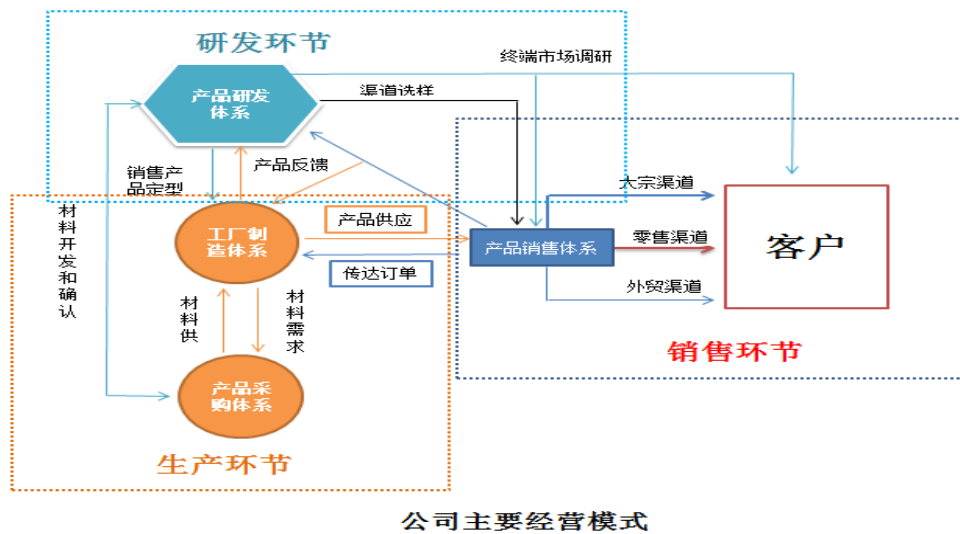 研发环节
终端市场调研
产品研发
体系
渠道选样
销售产
品定型
产品反馈
材料开发和确认
工厂制
造体系
产品供应
传达订单
产品销售体系
大宗渠道
零售渠道
外贸渠道
客户
材料供
材料需求
销售环节
产品采
购体系
生产环节
公司主要经营模式